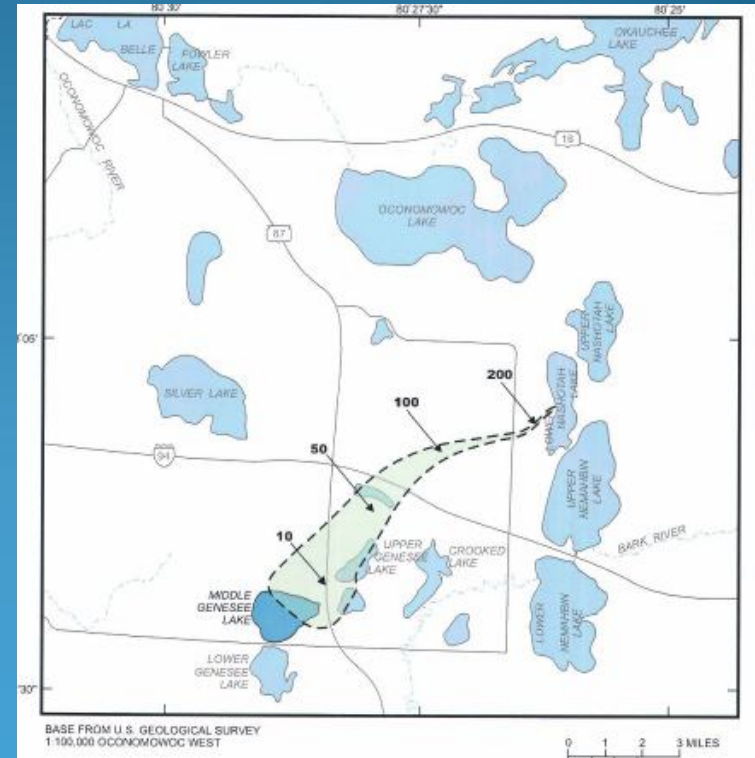 80 30'
80 27'30"
80 25'
LAC LA
BELLE
FOWLER
LAKE
OKAUCHEE
LAKE
OCONOMOWOC
RIVER
16
OCONOMOWOC
LAKE
67
UPPER
NASHOTAH
LAKE
05'
SILVER LAKE
200
LOWER
NASHOTAH
LAKE
100
50
94
UPPER
NEMAHBIN
LAKE
10
UPPER
GENESEE
LAKE
CROOKED
LAKE
BARK RIVER
MIDDLE
GENESEE
LAKE
LOWER
NEMAHBIN
LAKE
LOWER
GENESEE
LAKE
30"
BASE FROM U.S. GEOLOGICAL SURVEY
1:100,000 OCONOMOWOC WEST
0 1 2 3 MILES